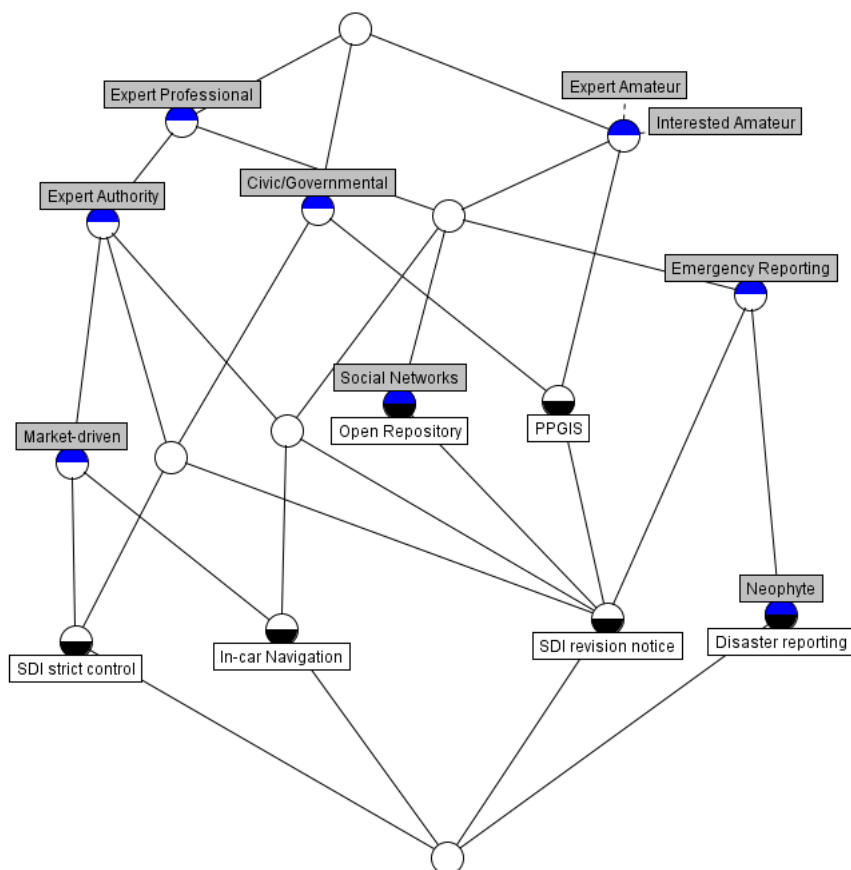 Expert Amateur
Expert Professional
Interested Amateur
Civic/Governmental
Expert Authority
Emergency Reporting
Social Networks
Open Repository
PPGIS
Market-driven
Neophyte
In-car Navigation
SDI revision notice
Disaster reporting
SDI strict control